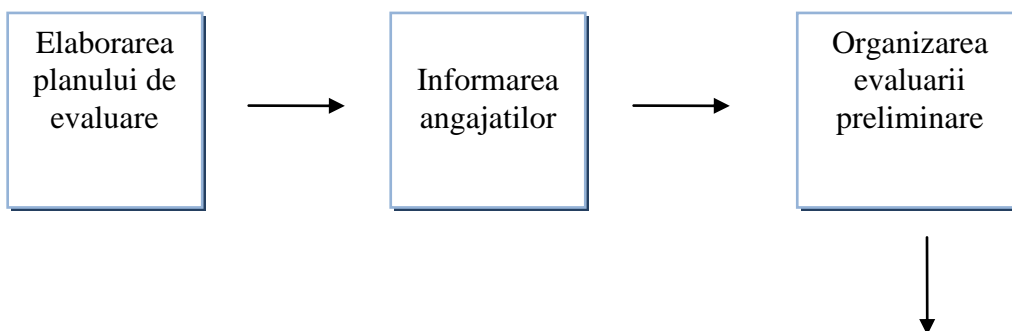 Elaborarea
planului de
evaluare
Informarea
angajatilor
Organizarea
evaluarii
preliminare